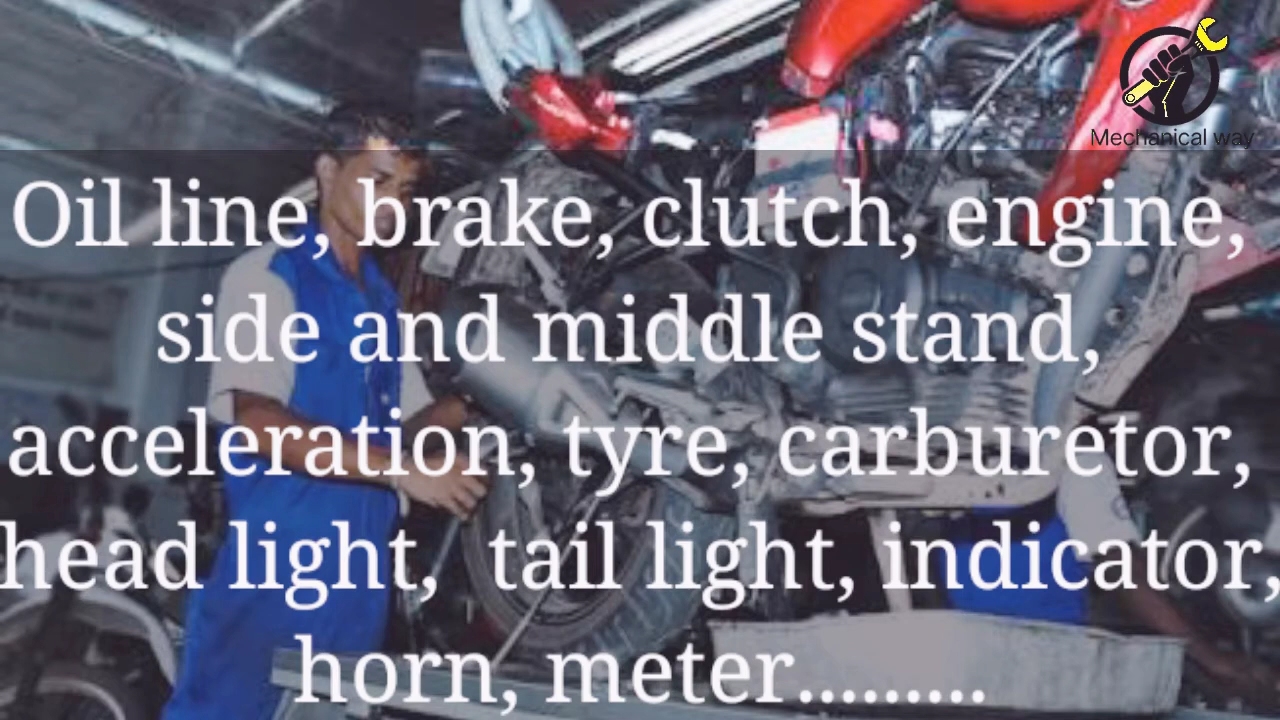 Mechanical way
Oil line, brake, clutch, engine,
side and middle stand,
acceleration, tyre, carburetor,
head light,  tail light, indicator,
horn, meter.........